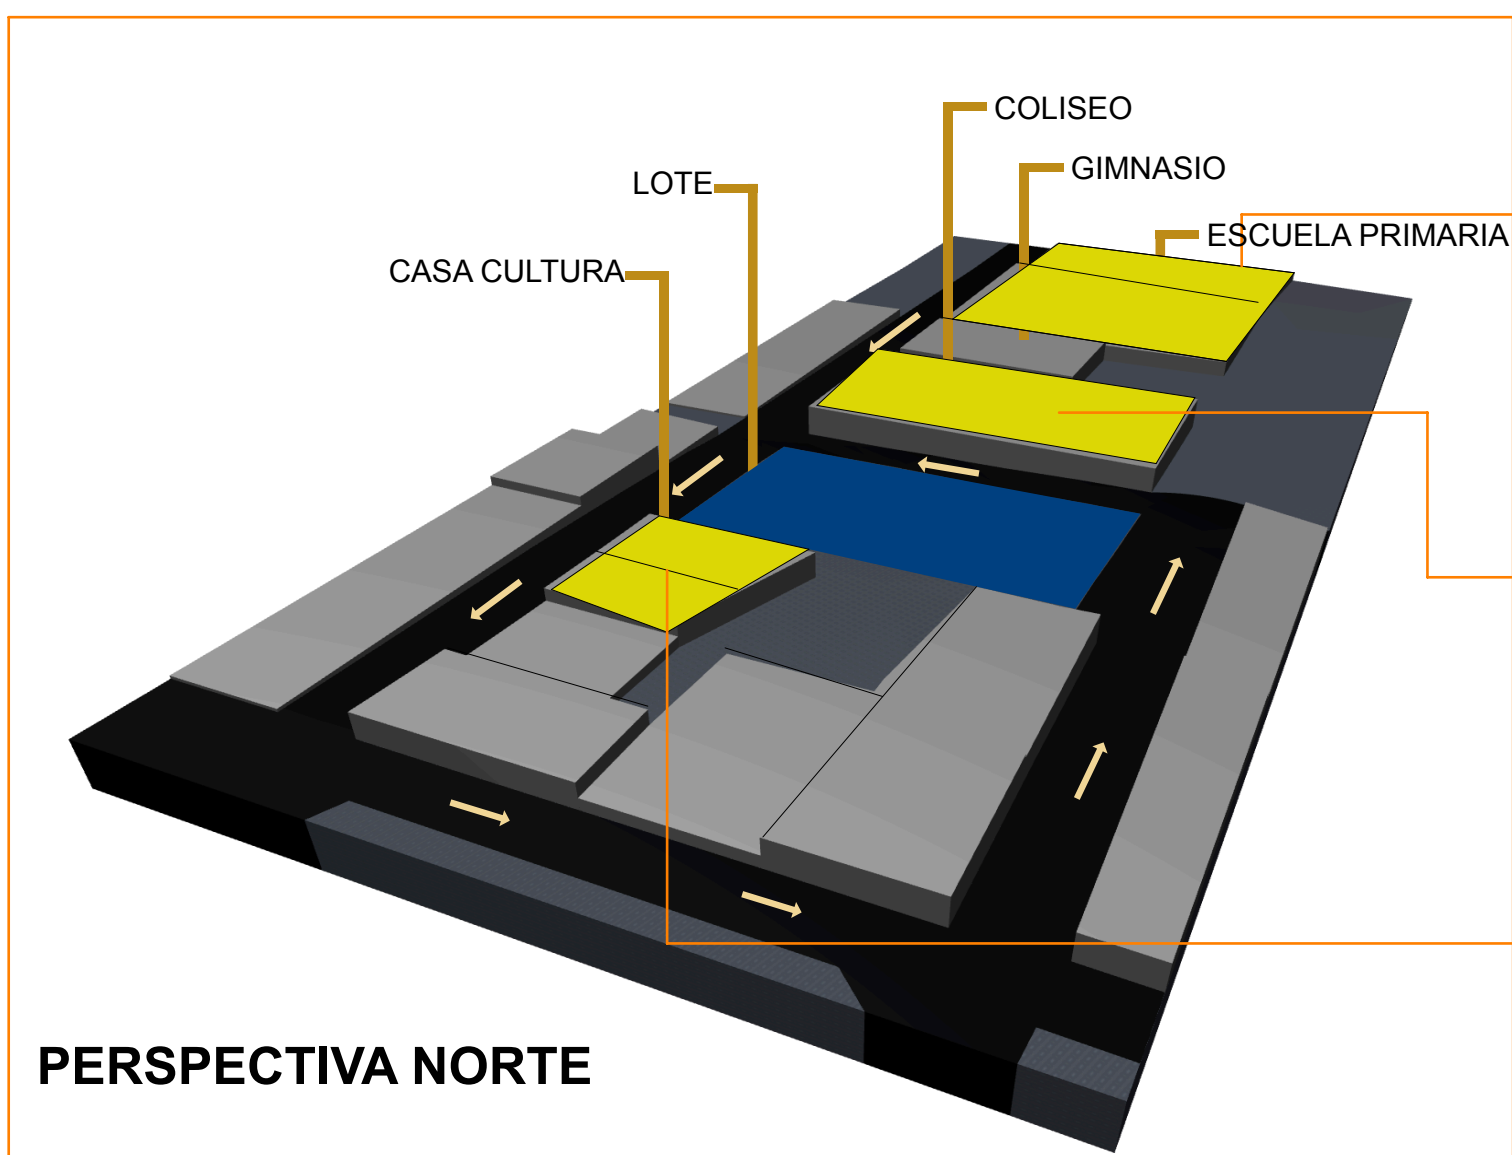 COLISEO
GIMNASIO
LOTE
ESCUELA PRIMARIA
CASA CULTURA
PERSPECTIVA NORTE